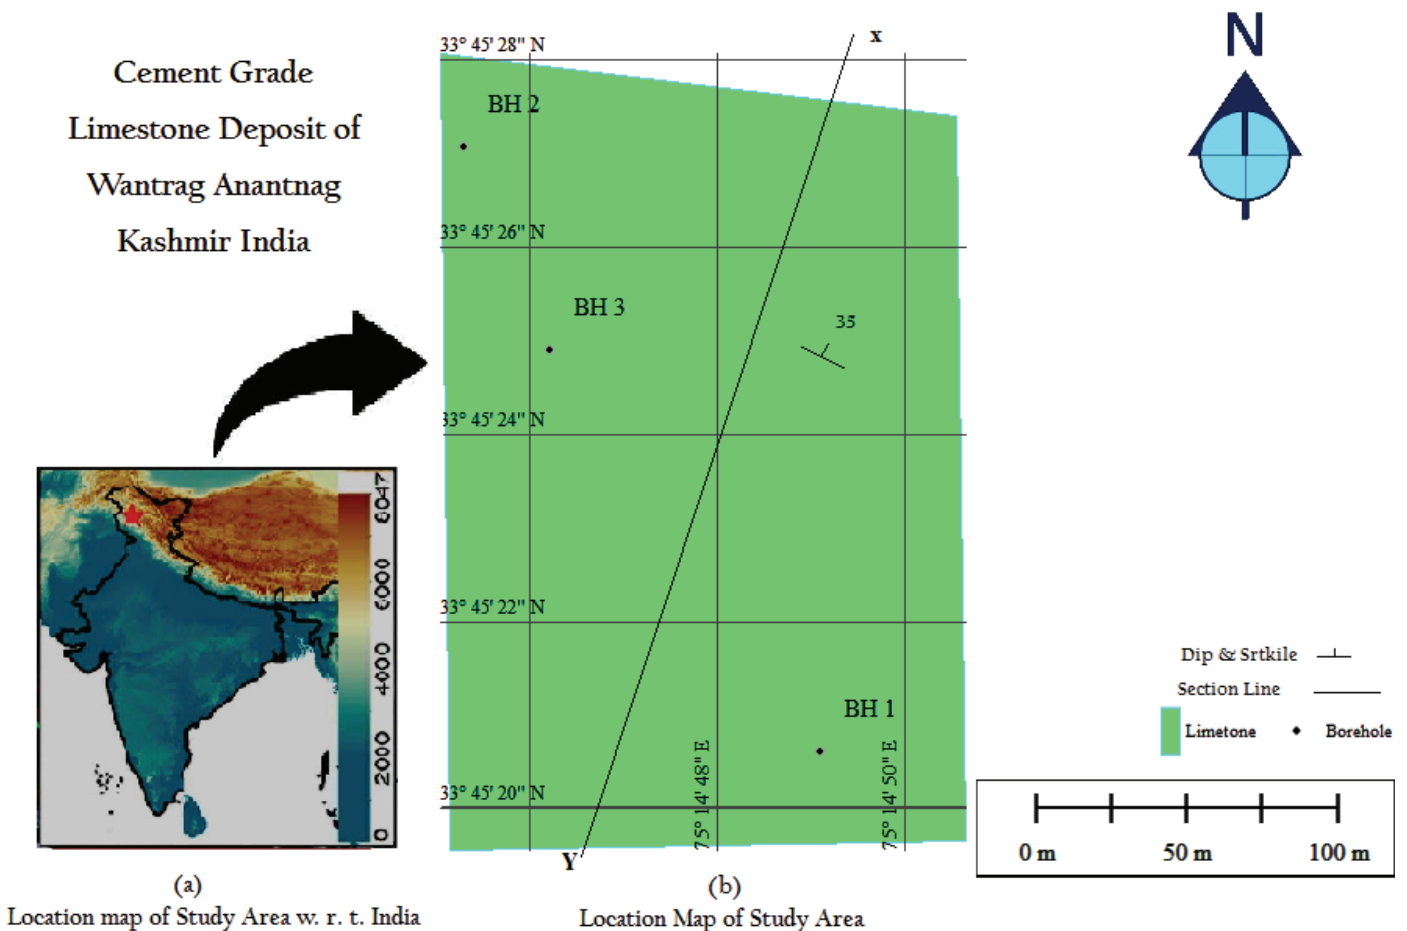 Cement Grade
Limestone Deposit of
Wantrag Anantnag
Kashmir India
N
x
33° 45' 28" N
BH 2
33° 45' 26" N
BH 3
35
33° 45' 24" N
33° 45' 22" N
BH 1
33° 45' 20" N
75° 14' 48" E
75° 14' 50" E
Y
6047
6000
4000
2000
0
Dip & Srtkile
Section Line
Limetone
Borehole
0 m 50 m 100 m
(a)
Location map of Study Area w. r. t. India
(b)
Location Map of Study Area